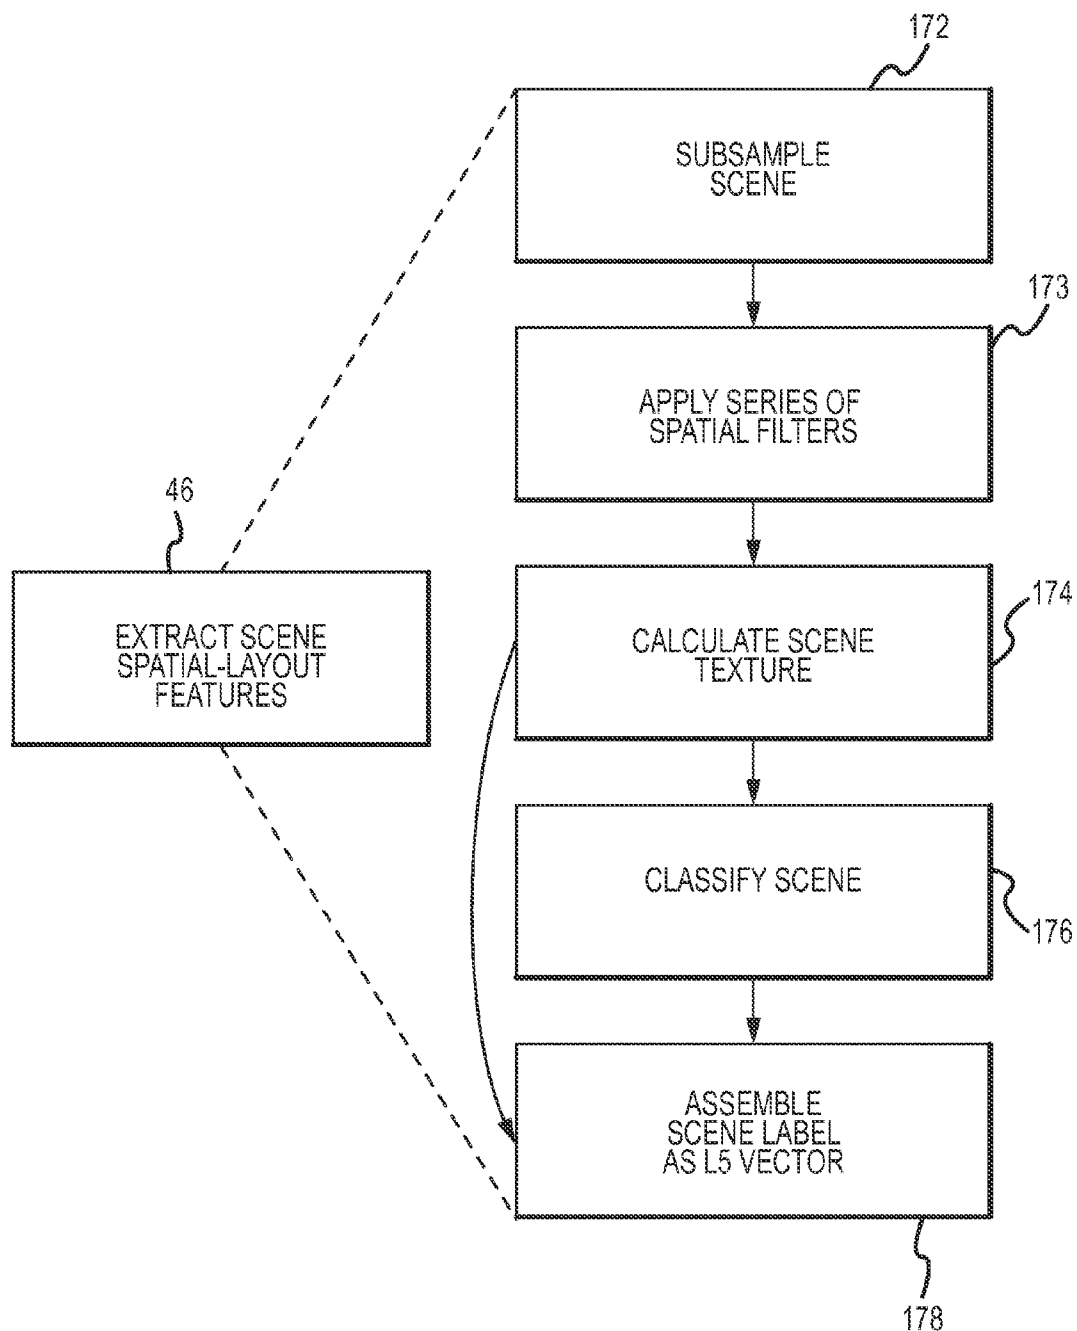 172
SUBSAMPLE
SCENE
173
APPLY SERIES OF
SPATIAL FILTERS
46
EXTRACT SCENE
SPATIAL-LAYOUT
FEATURES
174
CALCULATE SCENE
TEXTURE
CLASSIFY SCENE
176
ASSEMBLE
SCENE LABEL
AS L5 VECTOR
178